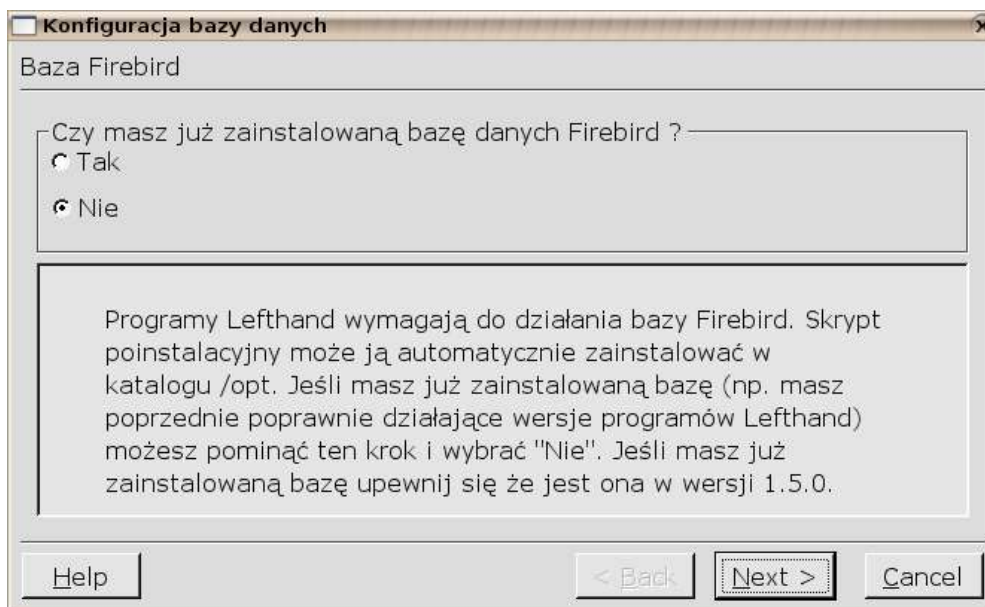 Konfiguracja bazy danych
Baza Firebird
Czy masz już zainstalowaną bazę danych Firebird ?
Tak
Nie
Programy Lefthand wymagają do działania bazy Firebird. Skrypt
poinstalacyjny może ją automatycznie zainstalować w
katalogu /opt. Jeśli masz już zainstalowaną bazę (np. masz
poprzednie poprawnie działające wersje programów Lefthand)
możesz pominąć ten krok i wybrać "Nie". Jeśli masz już
zainstalowaną bazę upewnij się że jest ona w wersji 1.5.0.
Help
< Back
Next >
Cancel